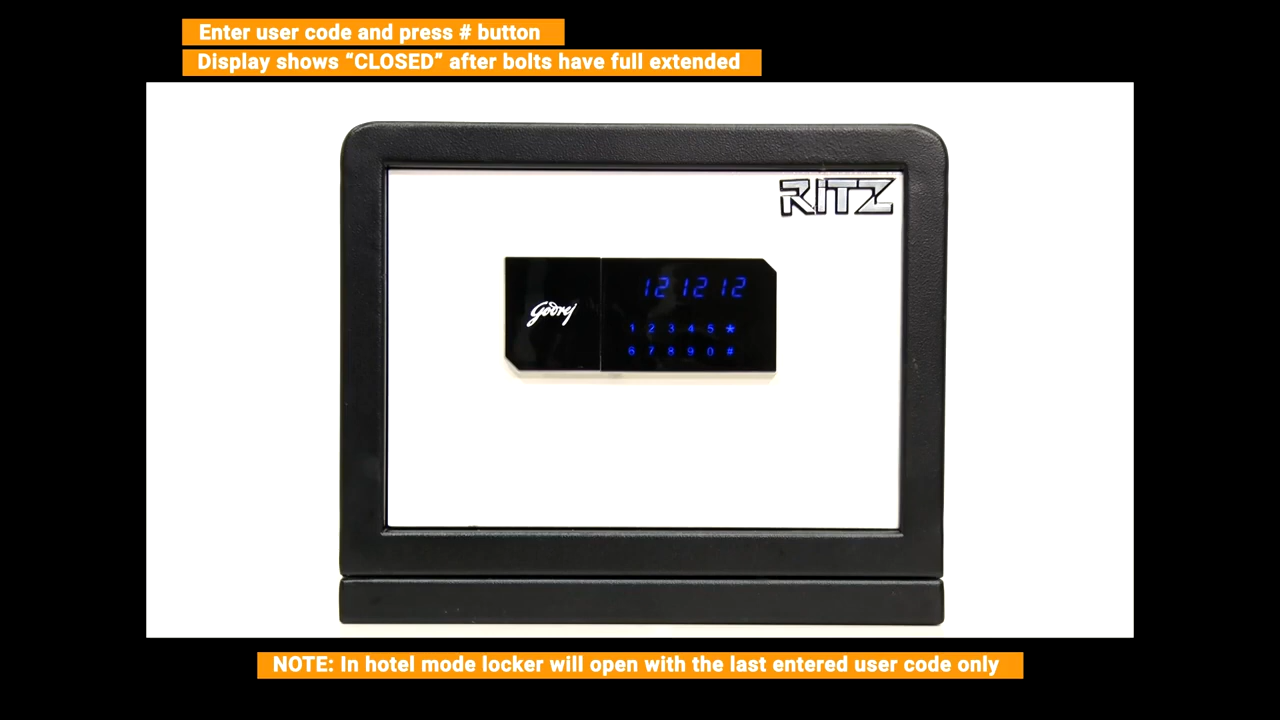 Enter user code and press # button
Display shows “CLOSED” after bolts have full extended
RITZ
121212
Godrej
1 2 3 4 5 *
6 7 8 9 0 #
NOTE: In hotel mode locker will open with the last entered user code only